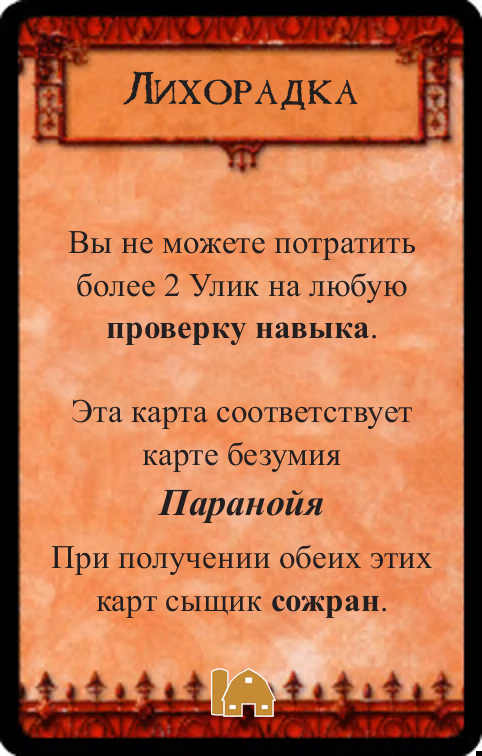 Лихорадка
Вы не можете потратить
более 2 Улик на любую
проверку навыка.
Эта карта соответствует
карте безумия
Паранойя
При получении обеих этих
карт сыщик сожран.